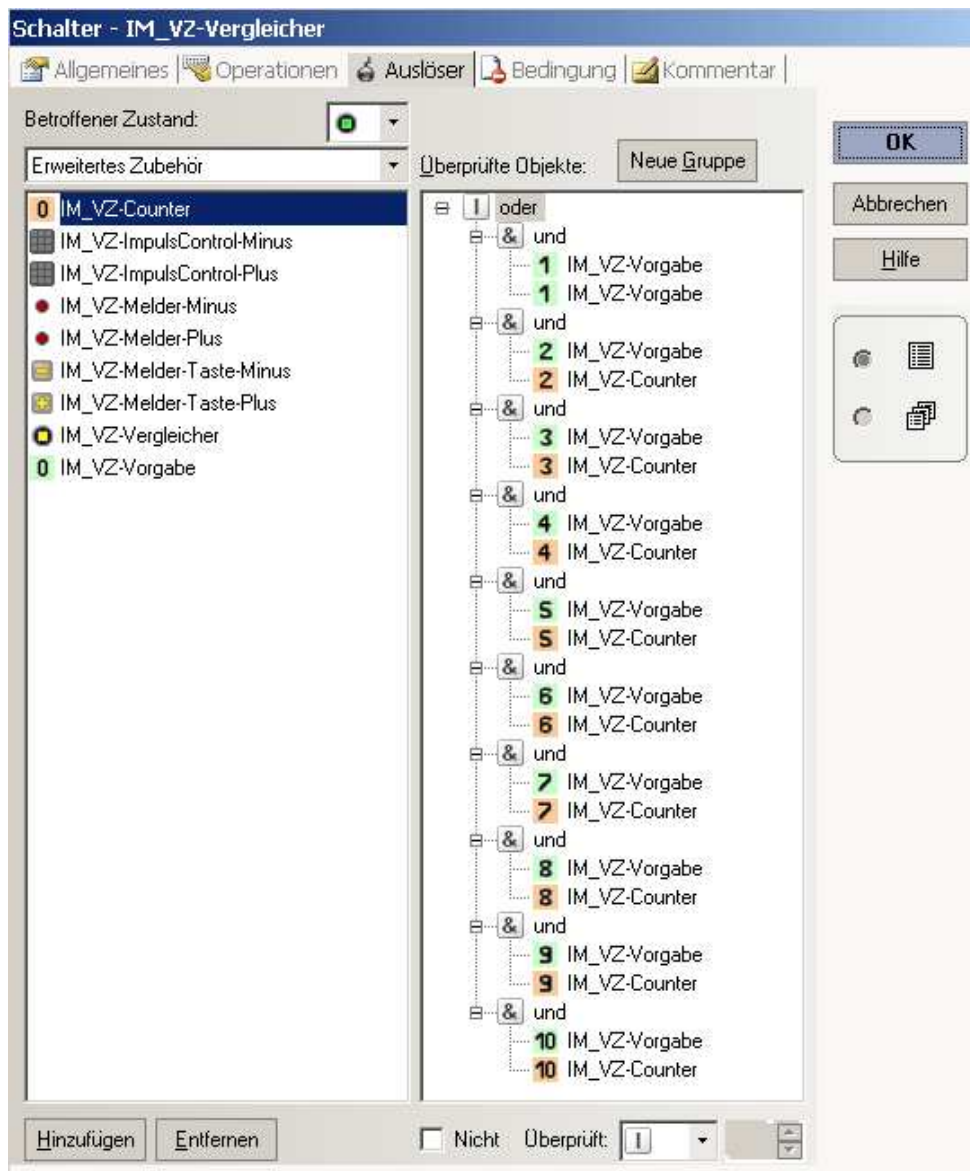 Schalter - IM_VZ-Vergleicher
Allgemeines Operationen Auslöser Bedingung Kommentar
Betroffener Zustand:
Erweitertes Zubehör
0 IM_VZ-Counter
IM_VZ-ImpulsControl-Minus
IM_VZ-ImpulsControl-Plus
IM_VZ-Melder-Minus
IM_VZ-Melder-Plus
IM_VZ-Melder-Taste-Minus
IM_VZ-Melder-Taste-Plus
IM_VZ-Vergleicher
0 IM_VZ-Vorgabe
Hinzufügen Entfernen
Überprüfte Objekte: Neue Gruppe
| oder
& und
1 IM_VZ-Vorgabe
1 IM_VZ-Vorgabe
& und
2 IM_VZ-Vorgabe
2 IM_VZ-Counter
& und
3 IM_VZ-Vorgabe
3 IM_VZ-Counter
& und
4 IM_VZ-Vorgabe
4 IM_VZ-Counter
& und
5 IM_VZ-Vorgabe
5 IM_VZ-Counter
& und
6 IM_VZ-Vorgabe
6 IM_VZ-Counter
& und
7 IM_VZ-Vorgabe
7 IM_VZ-Counter
& und
8 IM_VZ-Vorgabe
8 IM_VZ-Counter
& und
9 IM_VZ-Vorgabe
9 IM_VZ-Counter
& und
10 IM_VZ-Vorgabe
10 IM_VZ-Counter
Nicht Überprüft: |
OK
Abbrechen
Hilfe